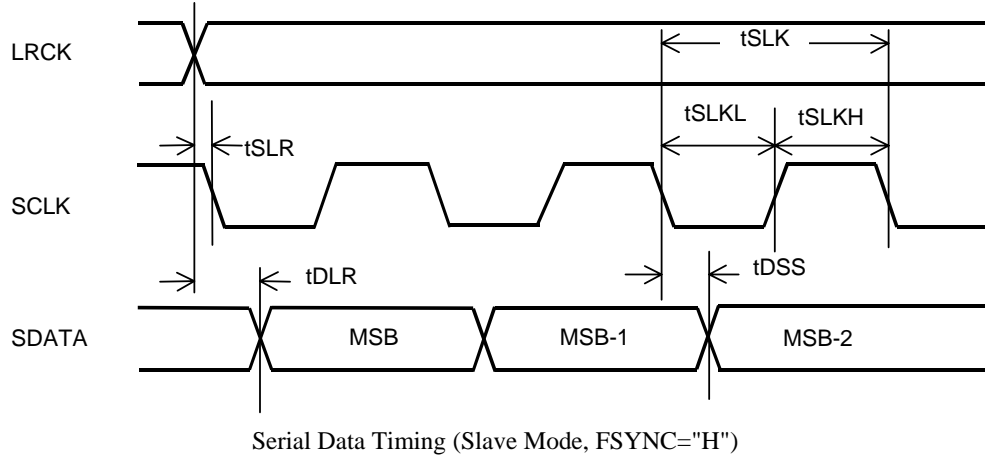 LRCK
tSLK
tSLKL
tSLKH
tSLR
SCLK
tDLR
tDSS
SDATA
MSB
MSB-1
MSB-2
Serial Data Timing (Slave Mode, FSYNC="H")